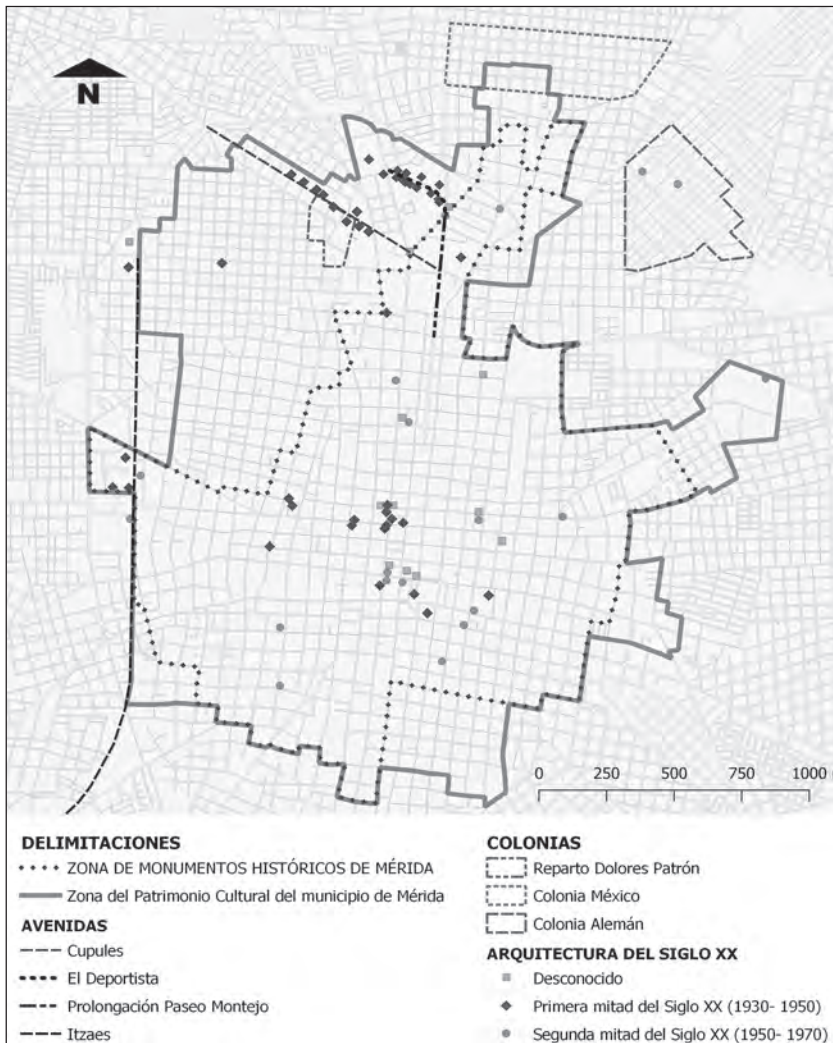 N
0 250 500 750 1000
DELIMITACIONES
ZONA DE MONUMENTOS HISTÓRICOS DE MÉRIDA
Zona del Patrimonio Cultural del municipio de Mérida
AVENIDAS
Cupules
El Deportista
Prolongación Paseo Montejo
Itzaes
COLONIAS
Reparto Dolores Patrón
Colonia México
Colonia Alemán
ARQUITECTURA DEL SIGLO XX
Desconocido
Primera mitad del Siglo XX (1930- 1950)
Segunda mitad del Siglo XX (1950- 1970)